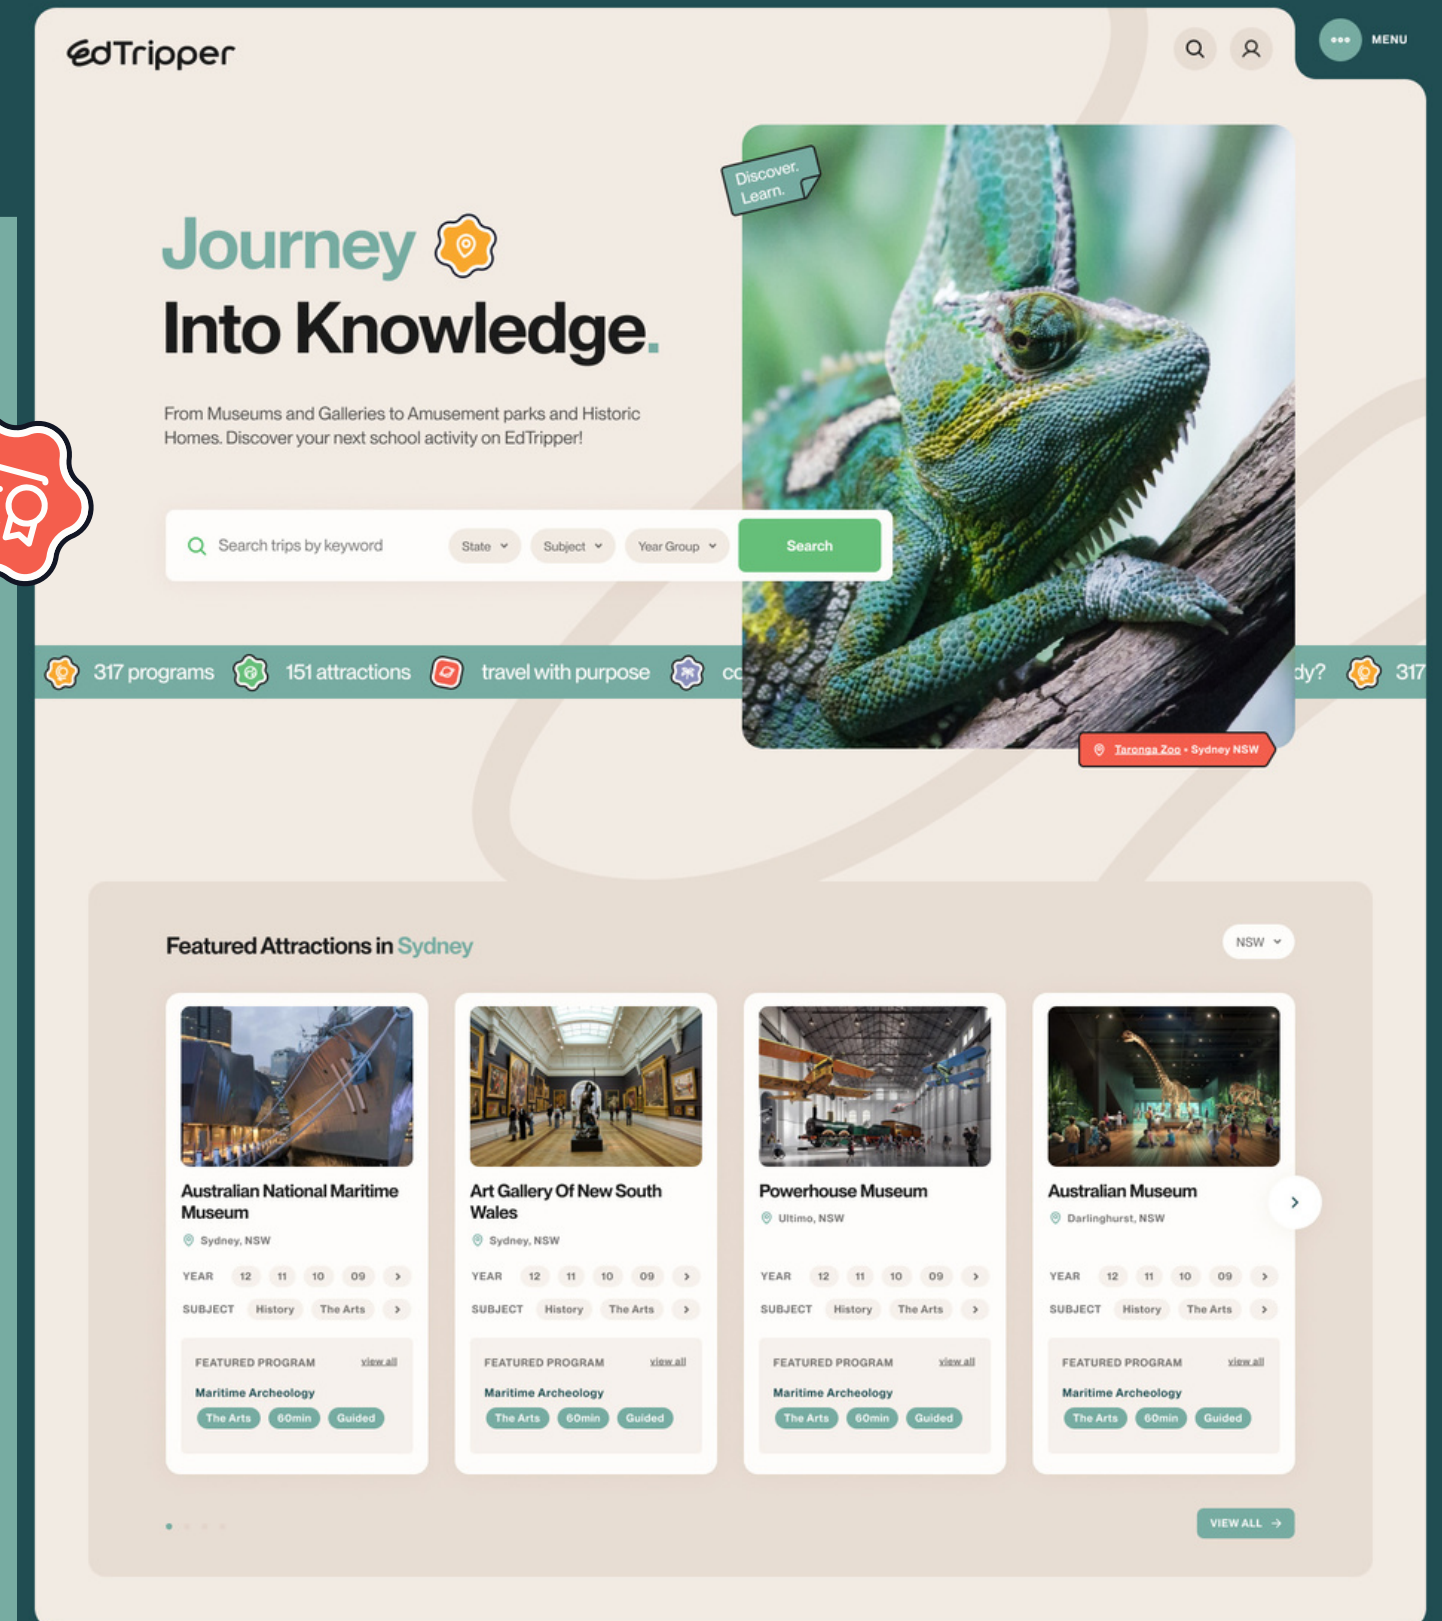 EdTripper
MENU
Discover.
Learn.
Journey
Into Knowledge.
From Museums and Galleries to Amusement parks and Historic
Homes. Discover your next school activity on EdTripper!
Search trips by keyword
State
Subject
Year Group
Search
317 programs
151 attractions
travel with purpose
co
dy?
317
Taronga Zoo • Sydney NSW
Featured Attractions in Sydney
NSW
Australian National Maritime
Museum
Sydney, NSW
YEAR 12 11 10 09
SUBJECT History The Arts
FEATURED PROGRAM view all
Maritime Archeology
The Arts 60min Guided
Art Gallery Of New South
Wales
Sydney, NSW
YEAR 12 11 10 09
SUBJECT History The Arts
FEATURED PROGRAM view all
Maritime Archeology
The Arts 60min Guided
Powerhouse Museum
Ultimo, NSW
YEAR 12 11 10 09
SUBJECT History The Arts
FEATURED PROGRAM view all
Maritime Archeology
The Arts 60min Guided
Australian Museum
Darlinghurst, NSW
YEAR 12 11 10 09
SUBJECT History The Arts
FEATURED PROGRAM view all
Maritime Archeology
The Arts 60min Guided
VIEW ALL